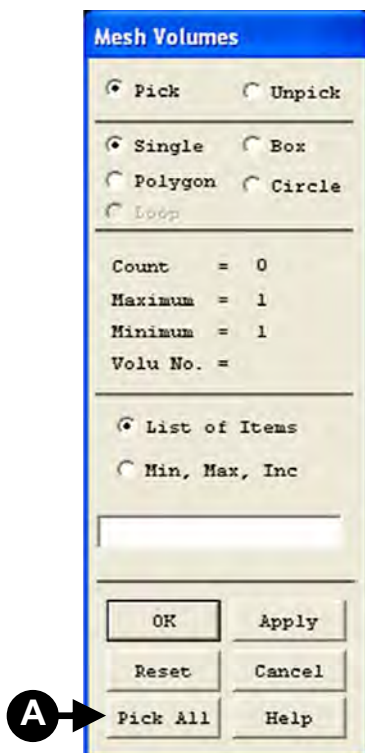 Mesh Volumes
Pick Unpick
Single Box
Polygon Circle
Loop
Count = 0
Maximum = 1
Minimum = 1
Volu No. =
List of Items
Min, Max, Inc
OK Apply
Reset Cancel
A Pick All Help